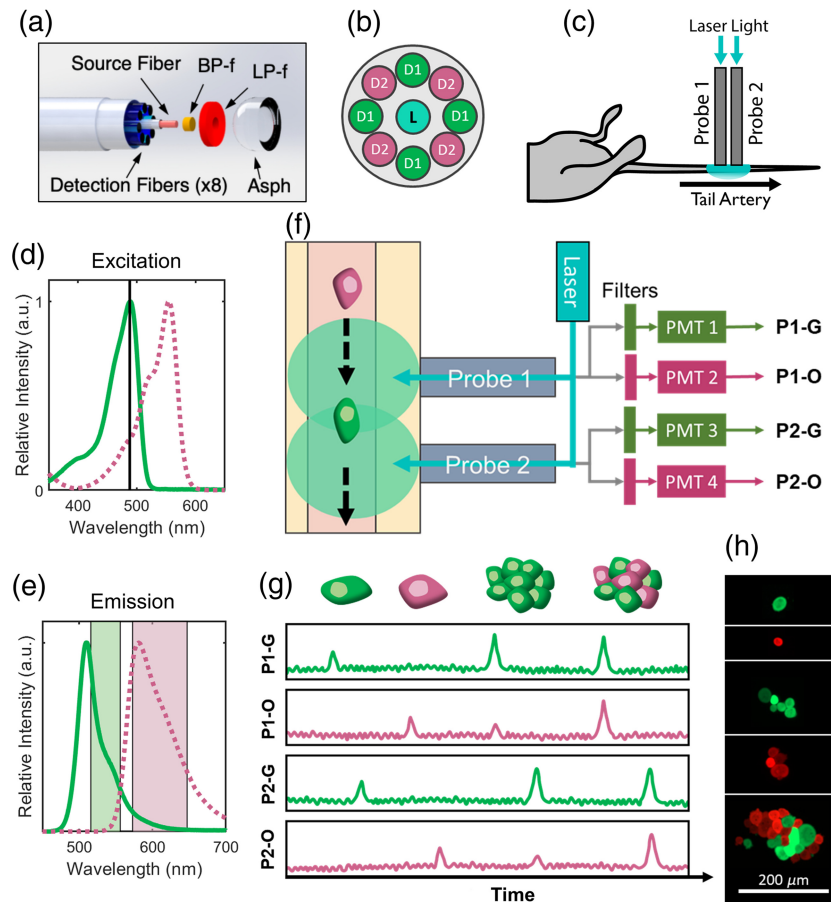 (a)
Source Fiber
BP-f
LP-f
Detection Fibers (x8)
Asph
(b)
D1
D2
D2
D1
L
D1
D2
D2
D1
(c)
Laser Light
Probe 1
Probe 2
Tail Artery
(d)
Excitation
Relative Intensity (a.u.)
1
0
400
500
600
Wavelength (nm)
(e)
Emission
Relative Intensity (a.u.)
500
600
700
Wavelength (nm)
(f)
Laser
Filters
Probe 1
Probe 2
PMT 1
P1-G
PMT 2
P1-O
PMT 3
P2-G
PMT 4
P2-O
(g)
P1-G
P1-O
P2-G
P2-O
Time
(h)
200 μm